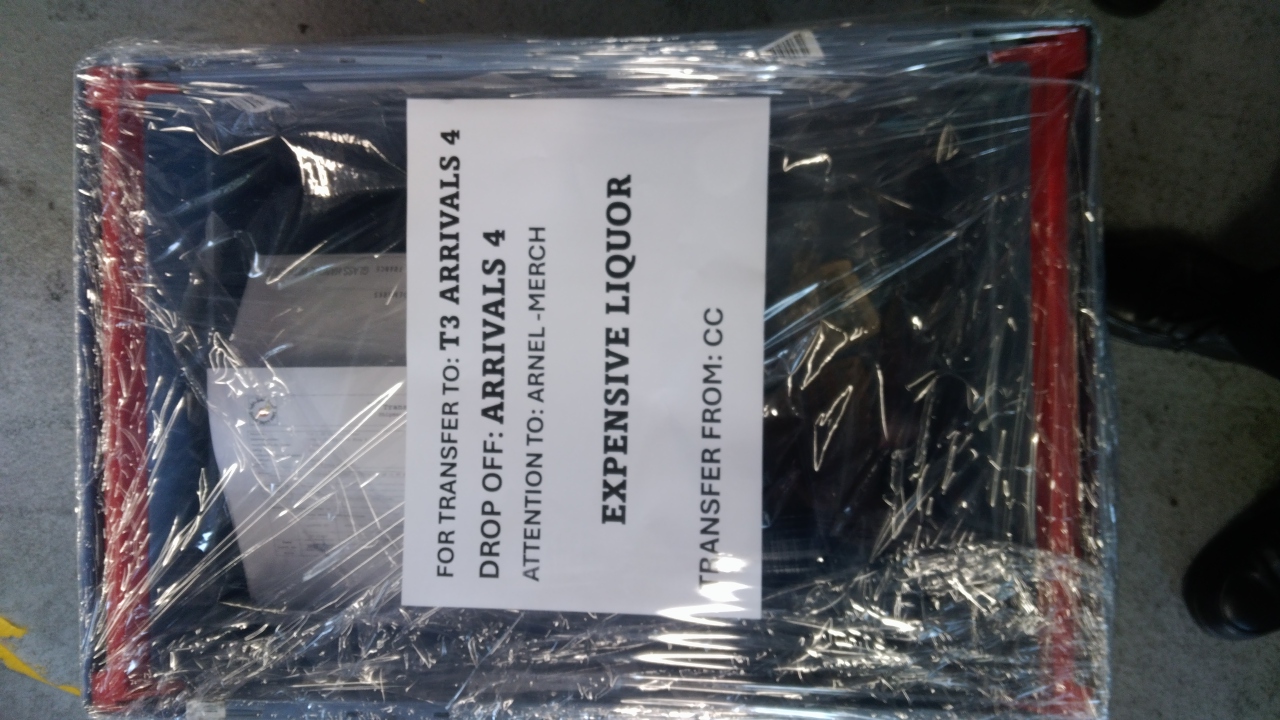 FOR TRANSFER TO: T3 ARRIVALS 4
DROP OFF: ARRIVALS 4
ATTENTION TO: ARNEL -MERCH
EXPENSIVE LIQUOR
TRANSFER FROM: CC